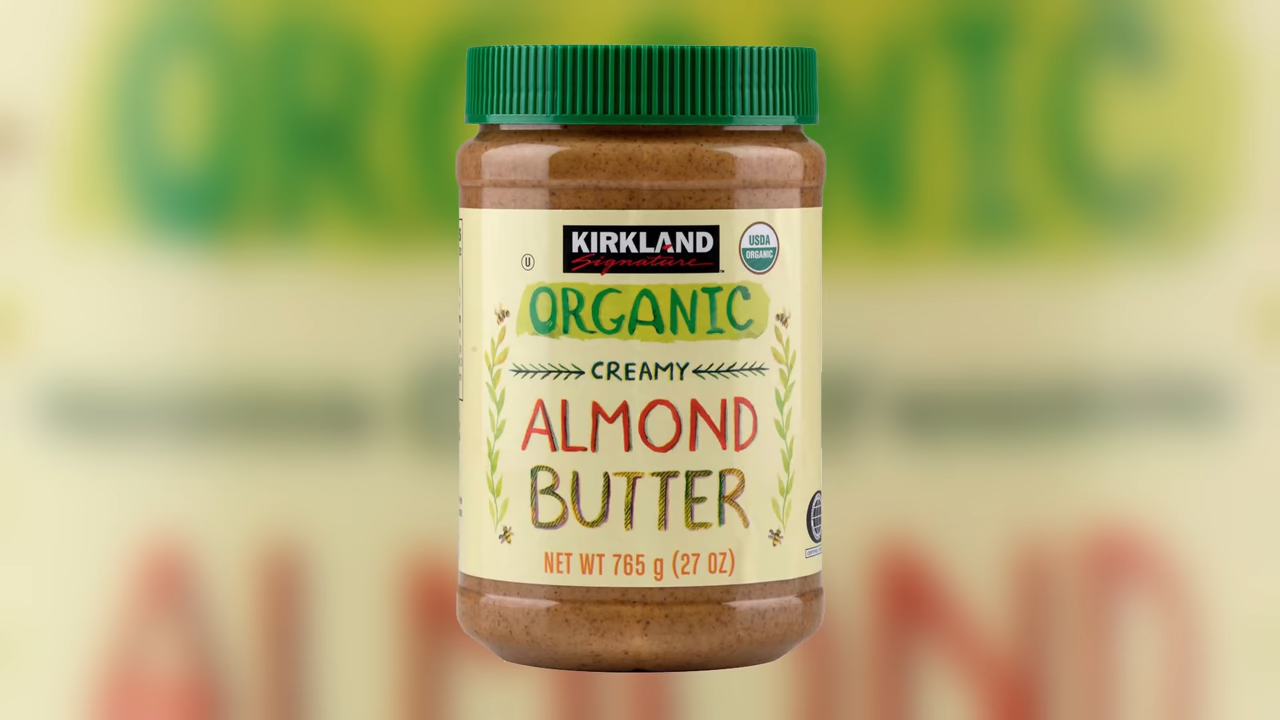 KIRKLAND
Signature
USDA
ORGANIC
U
ORGANIC
CREAMY
ALMOND
BUTTER
NET WT 765 g (27 OZ)